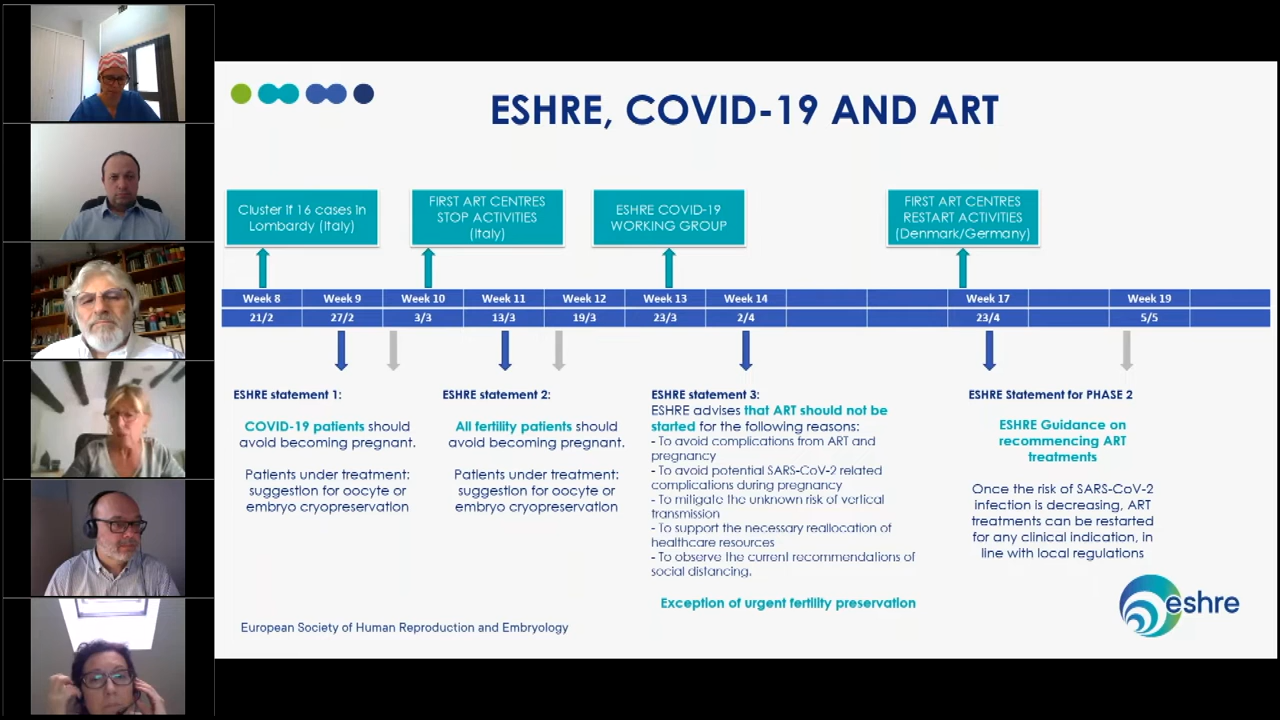 ESHRE, COVID-19 AND ART
Cluster if 16 cases in
Lombardy (Italy)
FIRST ART CENTRES
STOP ACTIVITIES
(Italy)
ESHRE COVID-19
WORKING GROUP
FIRST ART CENTRES
RESTART ACTIVITIES
(Denmark/Germany)
Week 8 Week 9 Week 10 Week 11 Week 12 Week 13 Week 14 Week 17 Week 19
21/2 27/2 3/3 13/3 19/3 23/3 2/4 23/4 5/5
ESHRE statement 1:
COVID-19 patients should
avoid becoming pregnant.
Patients under treatment:
suggestion for oocyte or
embryo cryopreservation
ESHRE statement 2:
All fertility patients should
avoid becoming pregnant.
Patients under treatment:
suggestion for oocyte or
embryo cryopreservation
ESHRE statement 3:
ESHRE advises that ART should not be
started for the following reasons:
- To avoid complications from ART and
pregnancy
- To avoid potential SARS-CoV-2 related
complications during pregnancy
- To mitigate the unknown risk of vertical
transmission
- To support the necessary reallocation of
healthcare resources
- To observe the current recommendations of
social distancing.
Exception of urgent fertility preservation
ESHRE Statement for PHASE 2
ESHRE Guidance on
recommencing ART
treatments
Once the risk of SARS-CoV-2
infection is decreasing, ART
treatments can be restarted
for any clinical indication, in
line with local regulations
European Society of Human Reproduction and Embryology
eshre